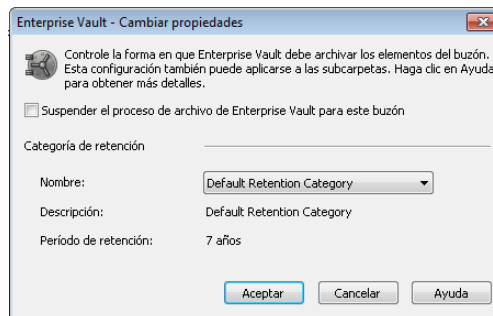 Enterprise Vault - Cambiar propiedades
Controle la forma en que Enterprise Vault debe archivar los elementos del buzón.
Esta configuración también puede aplicarse a las subcarpetas. Haga clic en Ayuda
para obtener más detalles.
Suspender el proceso de archivo de Enterprise Vault para este buzón
Categoría de retención
Nombre: Default Retention Category
Descripción: Default Retention Category
Período de retención: 7 años
Aceptar Cancelar Ayuda